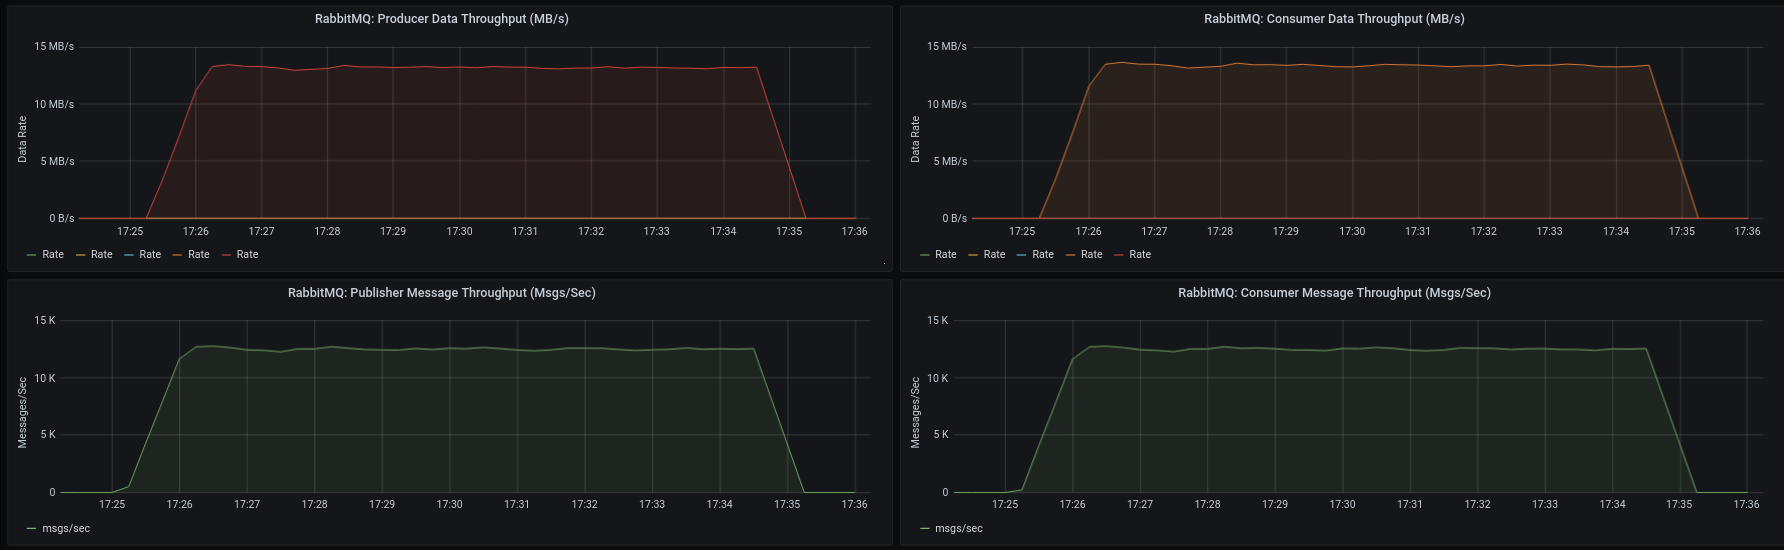 RabbitMQ: Producer Data Throughput (MB/s)
15 MB/s
10 MB/s
5 MB/s
0 B/s
Data Rate
17:25 17:26 17:27 17:28 17:29 17:30 17:31 17:32 17:33 17:34 17:35 17:36
Rate Rate Rate Rate Rate
RabbitMQ: Consumer Data Throughput (MB/s)
15 MB/s
10 MB/s
5 MB/s
0 B/s
Data Rate
17:25 17:26 17:27 17:28 17:29 17:30 17:31 17:32 17:33 17:34 17:35 17:36
Rate Rate Rate Rate Rate
RabbitMQ: Publisher Message Throughput (Msgs/Sec)
15 K
10 K
5 K
0
Messages/Sec
17:25 17:26 17:27 17:28 17:29 17:30 17:31 17:32 17:33 17:34 17:35 17:36
msgs/sec
RabbitMQ: Consumer Message Throughput (Msgs/Sec)
15 K
10 K
5 K
0
Messages/Sec
17:25 17:26 17:27 17:28 17:29 17:30 17:31 17:32 17:33 17:34 17:35 17:36
msgs/sec